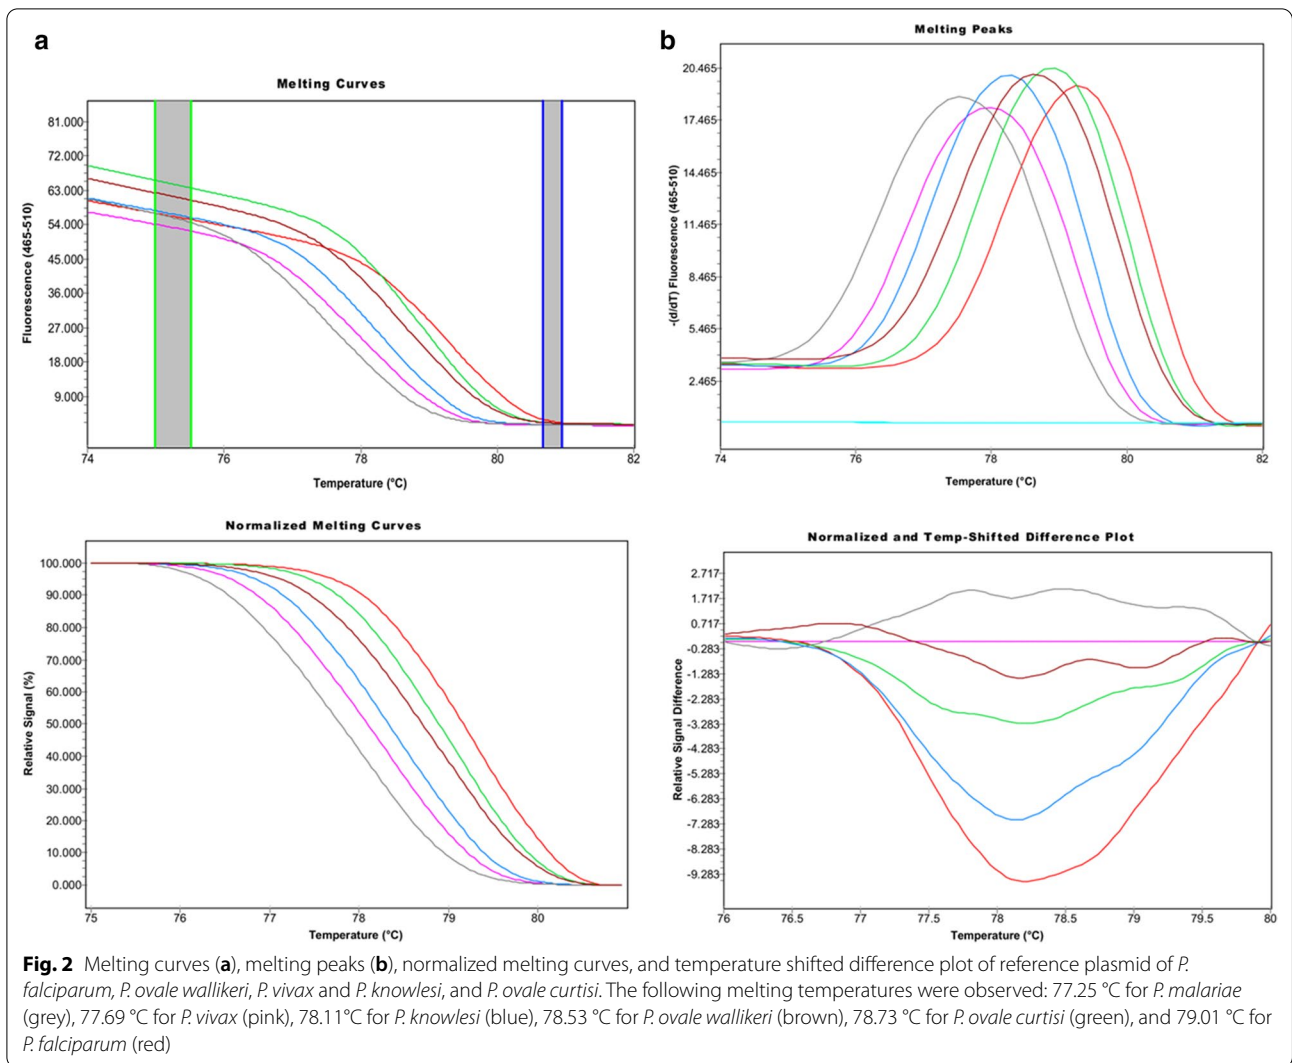 a
Melting Curves
81.000
72.000
63.000
54.000
45.000
36.000
27.000
18.000
9.000
Fluorescence (465-510)
74 76 78 80 82
Temperature (°C)
b
Melting Peaks
20.465
17.465
14.465
11.465
8.465
5.465
2.465
-(d/dT) Fluorescence (465-510)
74 76 78 80 82
Temperature (°C)
Normalized Melting Curves
100.000
90.000
80.000
70.000
60.000
50.000
40.000
30.000
20.000
10.000
0.000
Relative Signal (%)
75 76 77 78 79 80
Temperature (°C)
Normalized and Temp-Shifted Difference Plot
2.717
1.717
0.717
-0.283
-1.283
-2.283
-3.283
-4.283
-5.283
-6.283
-7.283
-8.283
-9.283
Relative Signal Difference
76 76.5 77 77.5 78 78.5 79 79.5 80
Temperature (°C)
Fig. 2 Melting curves (a), melting peaks (b), normalized melting curves, and temperature shifted difference plot of reference plasmid of P.
falciparum, P. ovale wallikeri, P. vivax and P. knowlesi, and P. ovale curtisi. The following melting temperatures were observed: 77.25 °C for P. malariae
(grey), 77.69 °C for P. vivax (pink), 78.11°C for P. knowlesi (blue), 78.53 °C for P. ovale wallikeri (brown), 78.73 °C for P. ovale curtisi (green), and 79.01 °C for
P. falciparum (red)